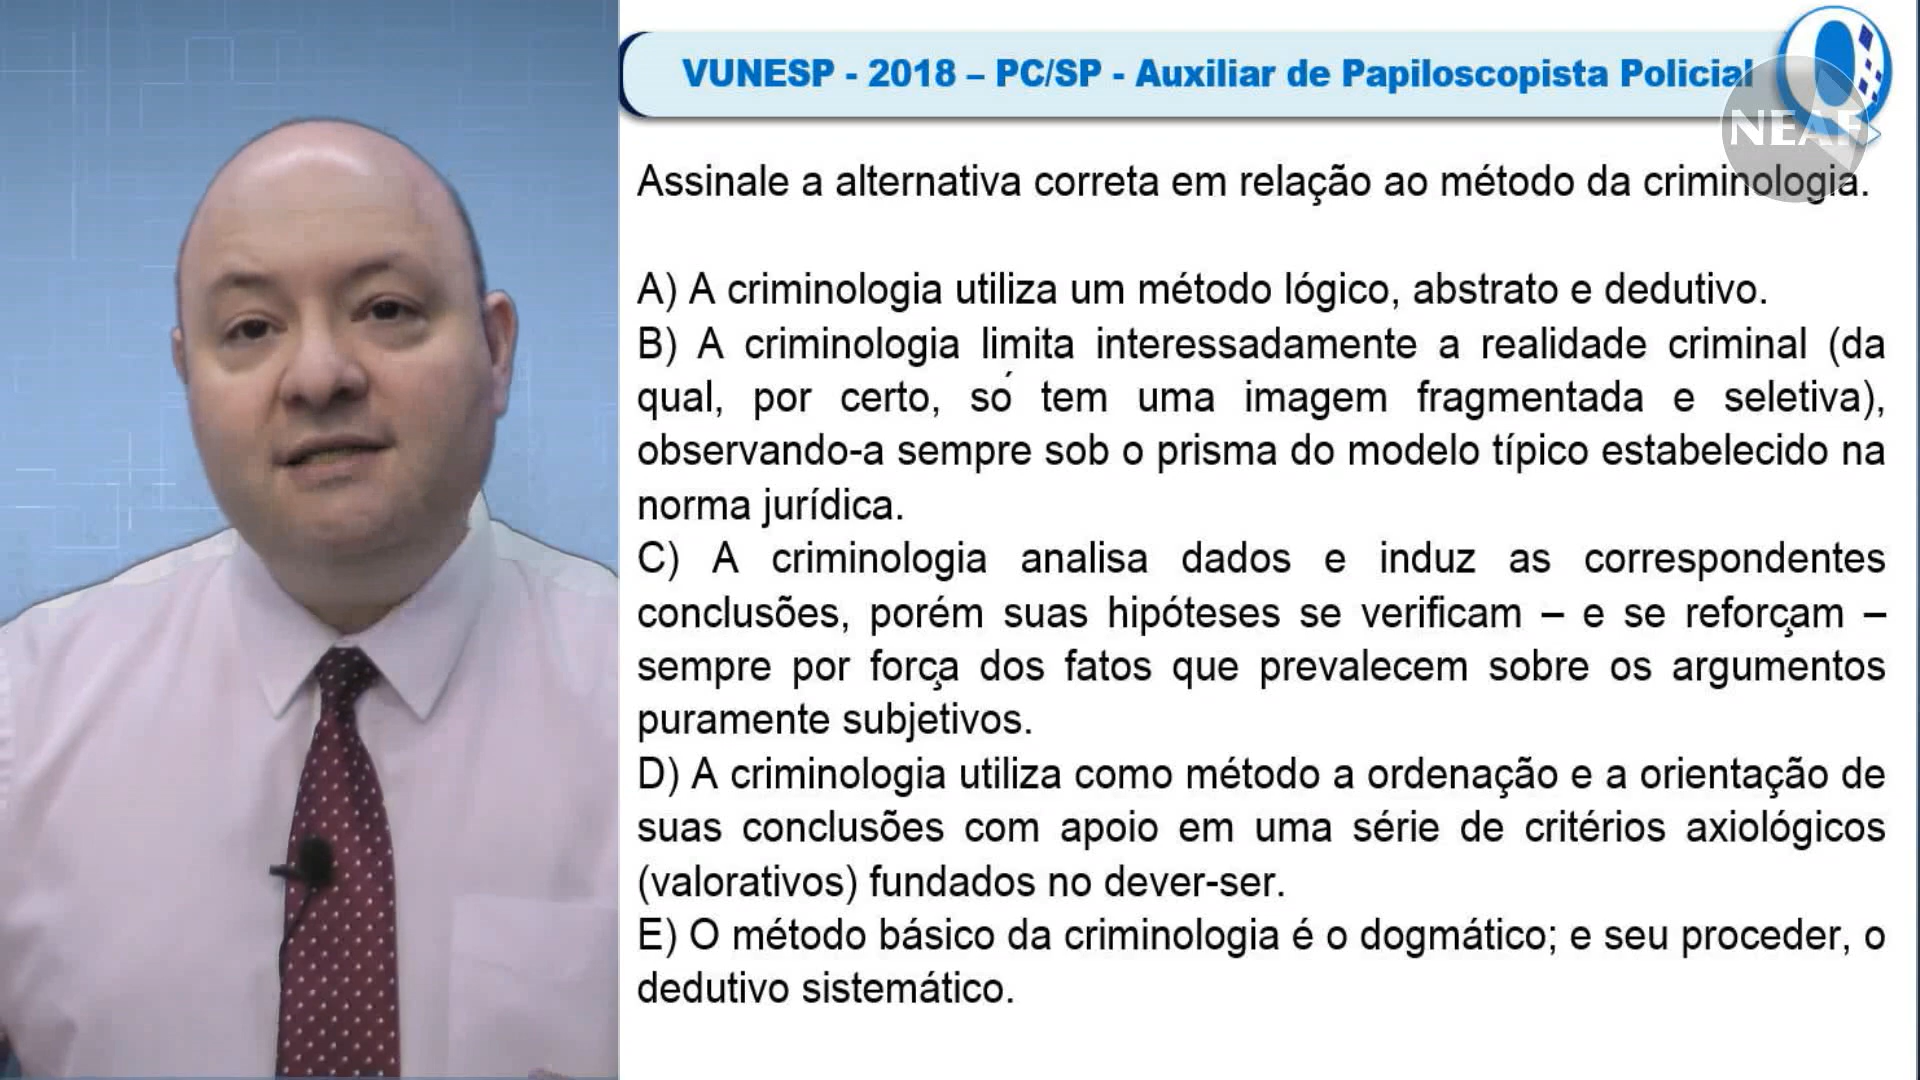 VUNESP - 2018 – PC/SP - Auxiliar de Papiloscopista Policial
NEAF
Assinale a alternativa correta em relação ao método da criminologia.
A) A criminologia utiliza um método lógico, abstrato e dedutivo.
B) A criminologia limita interessadamente a realidade criminal (da
qual, por certo, só tem uma imagem fragmentada e seletiva),
observando-a sempre sob o prisma do modelo típico estabelecido na
norma jurídica.
C) A criminologia analisa dados e induz as correspondentes
conclusões, porém suas hipóteses se verificam – e se reforçam –
sempre por força dos fatos que prevalecem sobre os argumentos
puramente subjetivos.
D) A criminologia utiliza como método a ordenação e a orientação de
suas conclusões com apoio em uma série de critérios axiológicos
(valorativos) fundados no dever-ser.
E) O método básico da criminologia é o dogmático; e seu proceder, o
dedutivo sistemático.